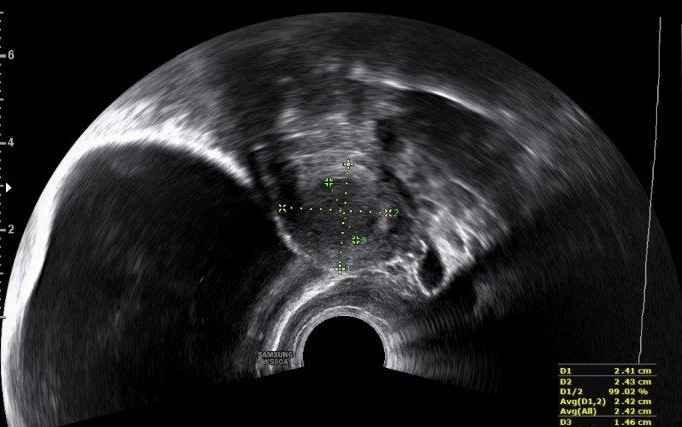 6
4
2
2
3
1
SAMSUNG
WS80A
D1 2.41 cm
D2 2.43 cm
D1/2 99.02 %
Avg(D1,2) 2.42 cm
Avg(All) 2.42 cm
D3 1.46 cm